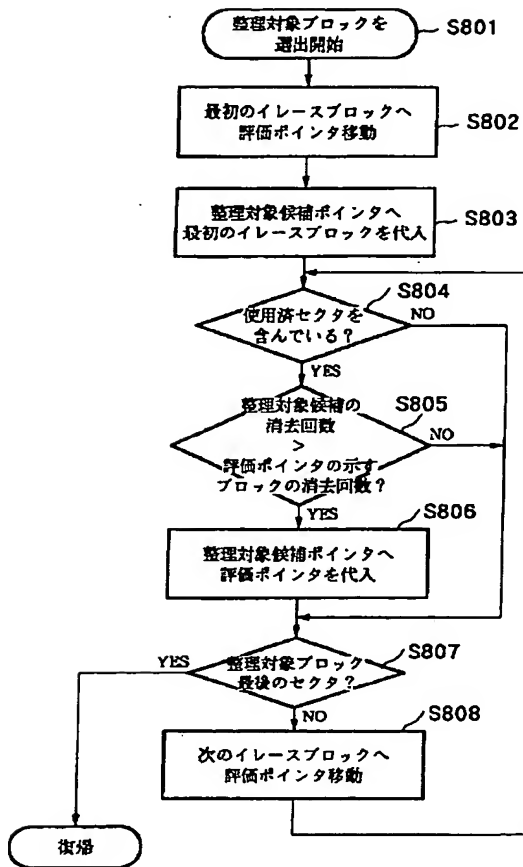 整理対象ブロックを
選出開始
S801
最初のイレースブロックへ
評価ポインタ移動
S802
整理対象候補ポインタへ
最初のイレースブロックを代入
S803
使用済セクタを
含んでいる?
S804
NO
YES
整理対象候補の
消去回数
>
評価ポインタの示す
ブロックの消去回数?
S805
NO
YES
整理対象候補ポインタへ
評価ポインタを代入
S806
整理対象ブロック
最後のセクタ?
S807
YES
NO
次のイレースブロックへ
評価ポインタ移動
S808
復帰